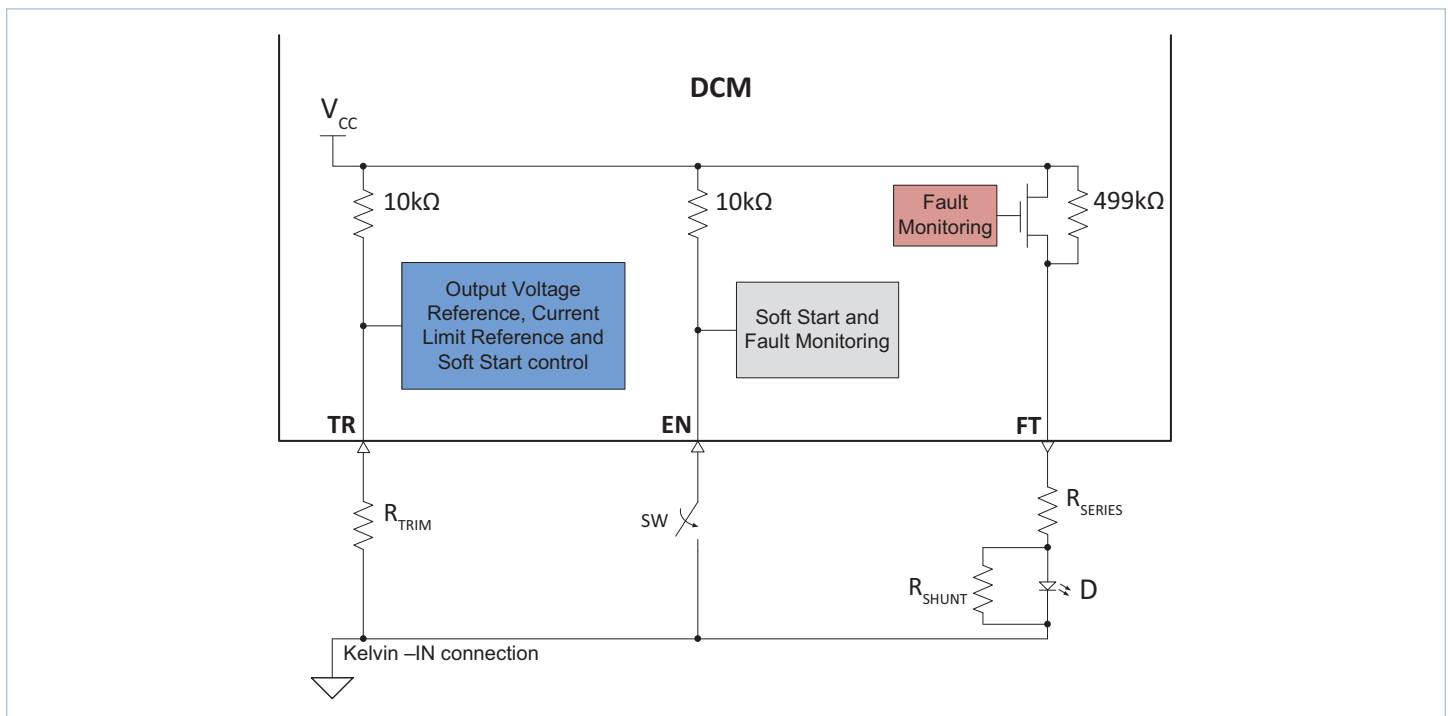 DCM
VCC
10kΩ
10kΩ
Fault
Monitoring
499kΩ
Output Voltage
Reference, Current
Limit Reference and
Soft Start control
Soft Start and
Fault Monitoring
TR
EN
FT
RTRIM
SW
RSERIES
RSHUNT
D
Kelvin –IN connection